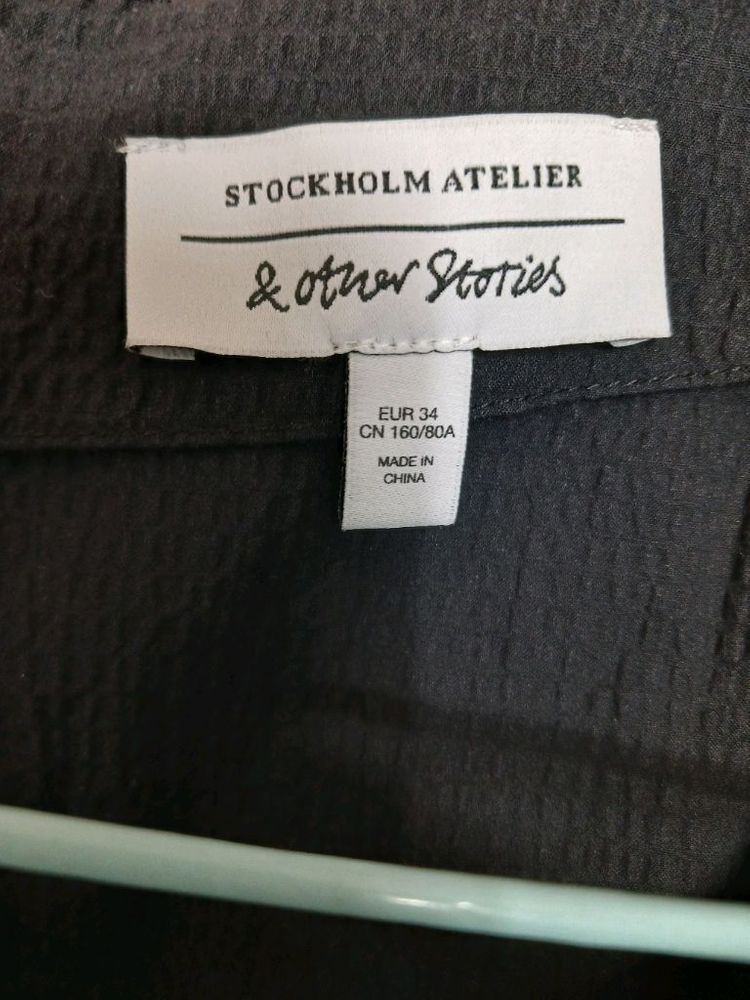 STOCKHOLM ATELIER
& other Stories
EUR 34
CN 160/80A
MADE IN
CHINA